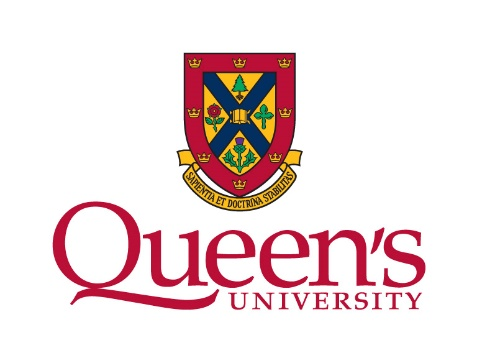 SAPIENTIA ET DOCTRINA STABILITAS
Queen's
UNIVERSITY